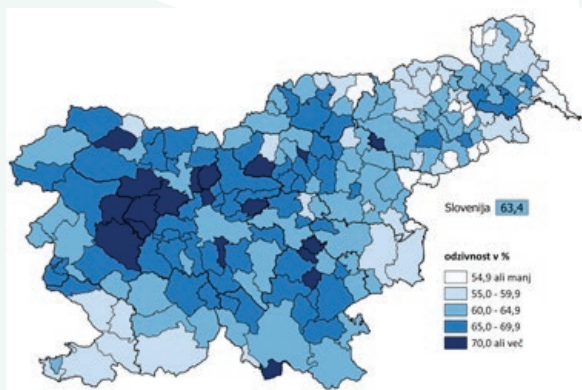 Slovenija 63,4
odzivnost v %
54,9 ali manj
55,0 - 59,9
60,0 - 64,9
65,0 - 69,9
70,0 ali več